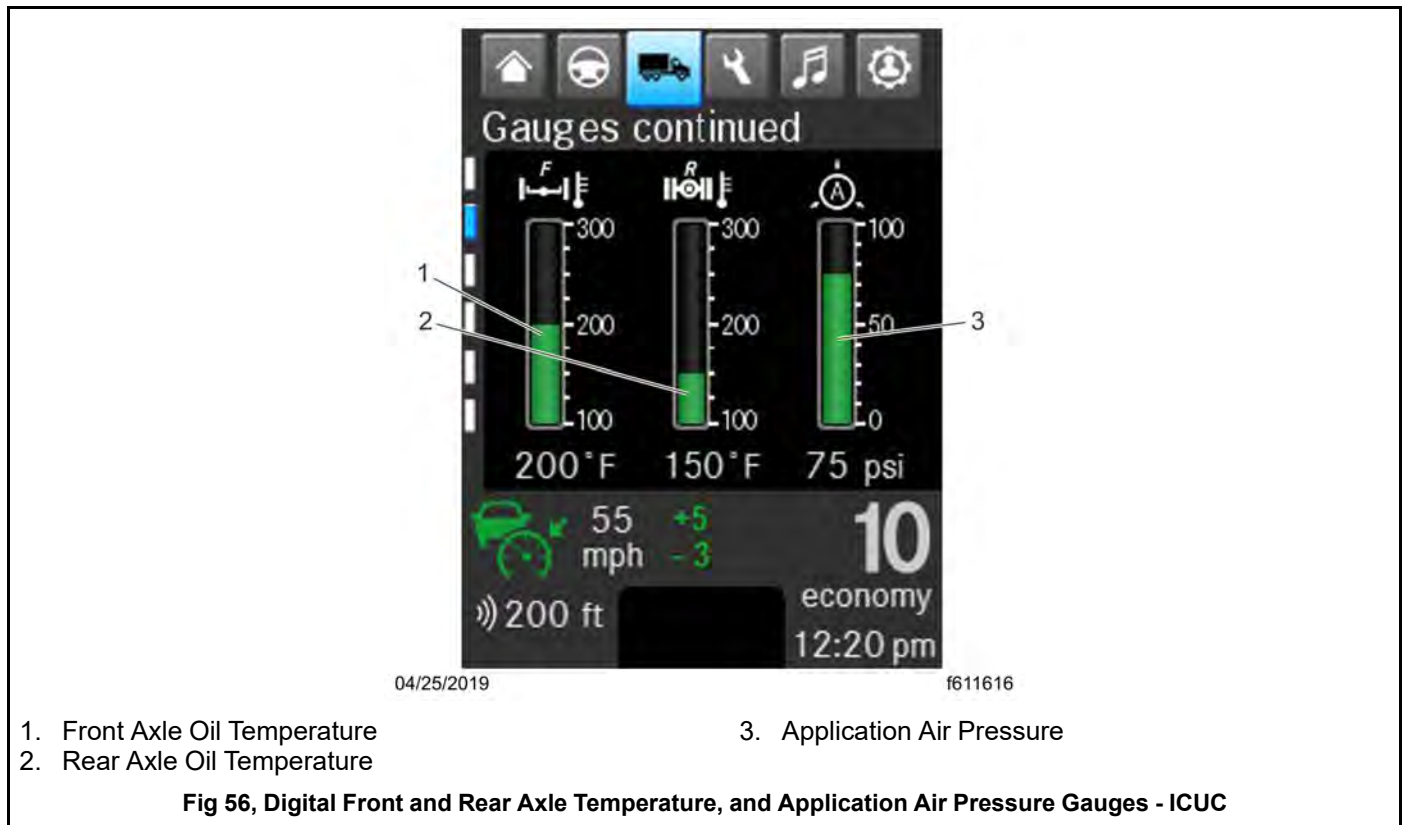 Gauges continued
F R A
300 300 100
1
2 200 200 50 3
100 100 0
200°F 150°F 75 psi
55 +5 10
mph - 3
economy
200 ft
12:20 pm
04/25/2019 f611616
1. Front Axle Oil Temperature 3. Application Air Pressure
2. Rear Axle Oil Temperature
Fig 56, Digital Front and Rear Axle Temperature, and Application Air Pressure Gauges - ICUC